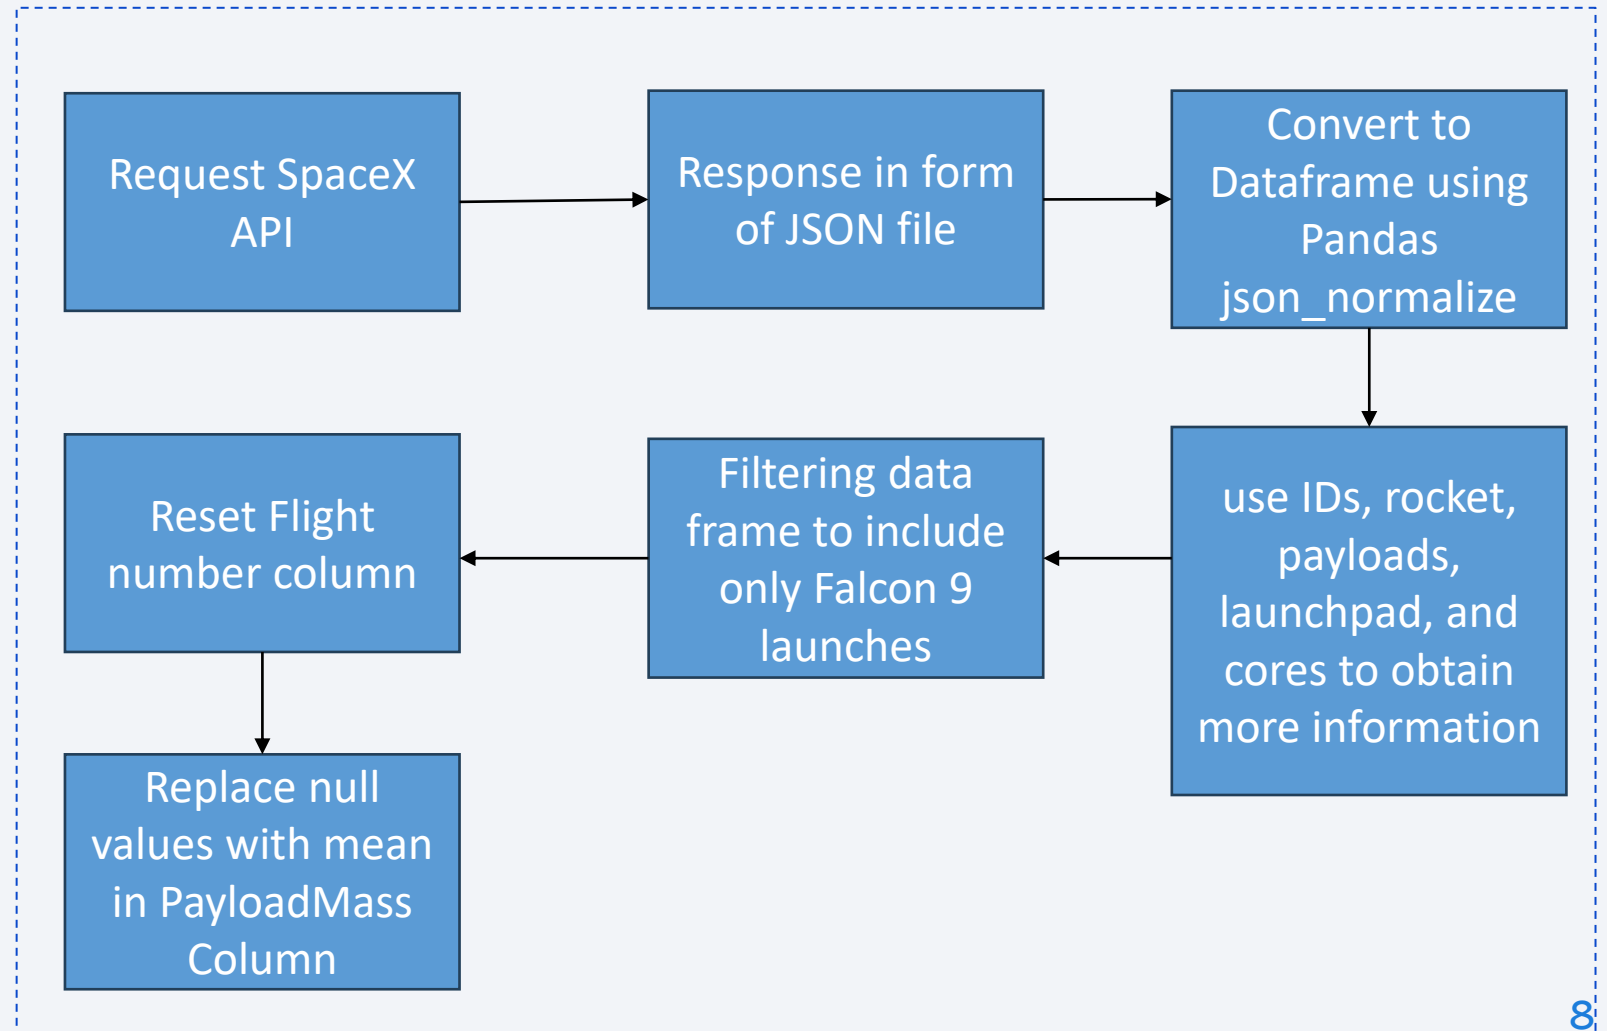 Request SpaceX
API
Response in form
of JSON file
Convert to
Dataframe using
Pandas
json_normalize
use IDs, rocket,
payloads,
launchpad, and
cores to obtain
more information
Filtering data
frame to include
only Falcon 9
launches
Reset Flight
number column
Replace null
values with mean
in PayloadMass
Column
8